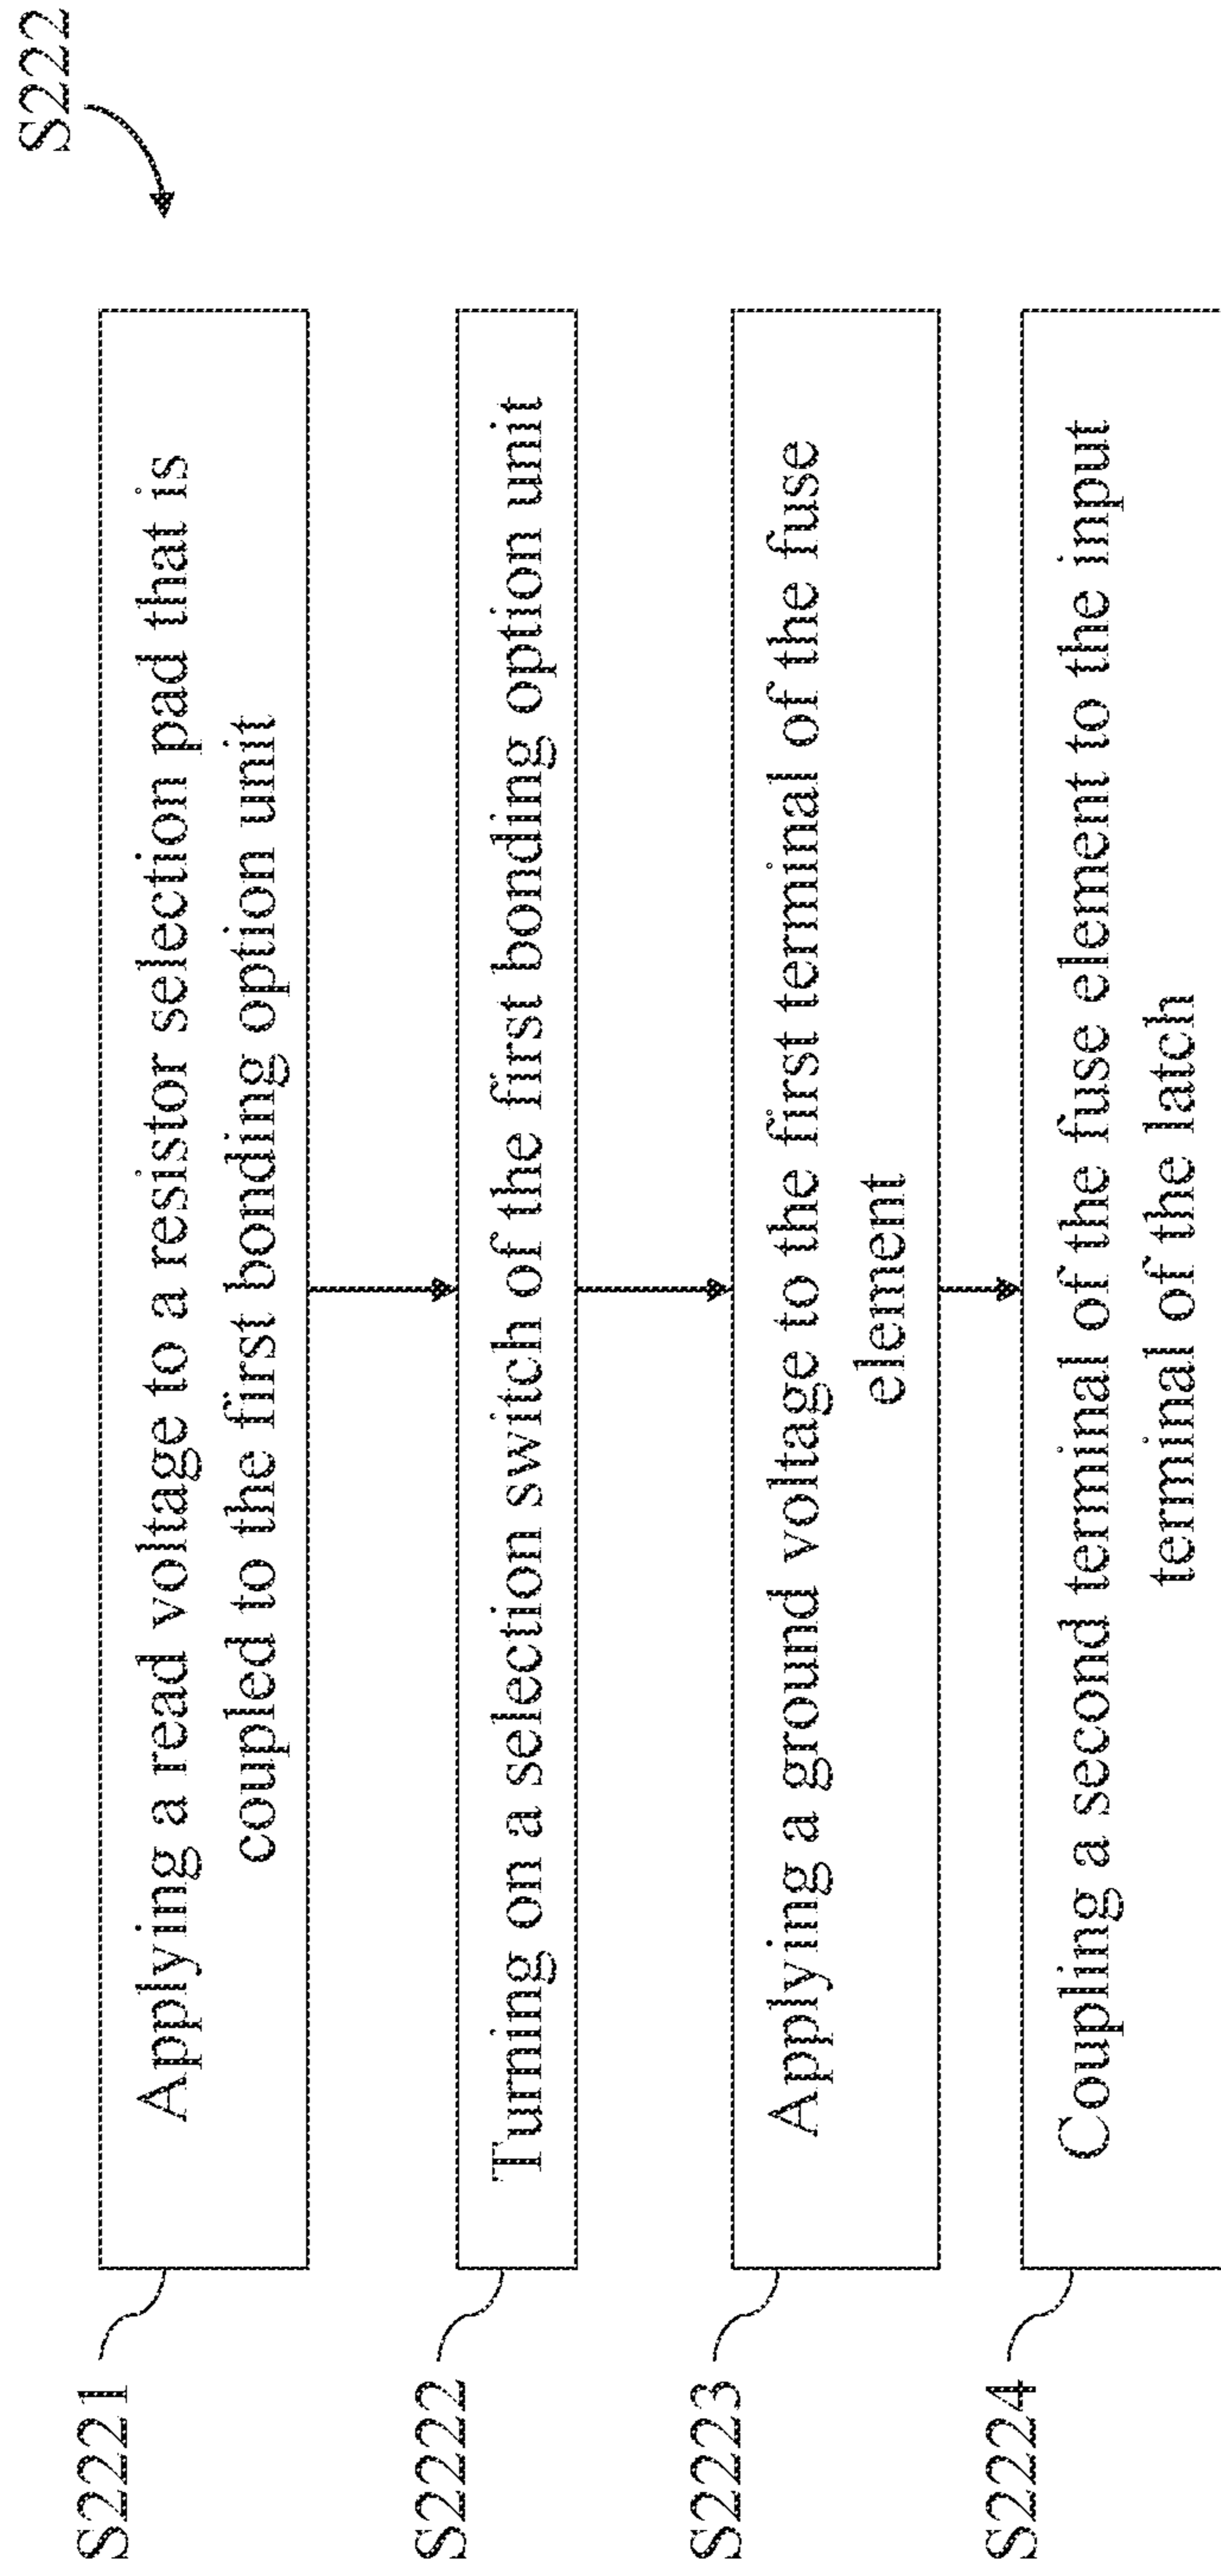 S222
S2221
Applying a read voltage to a resistor selection pad that is
coupled to the first bonding option unit
S2222
Turning on a selection switch of the first bonding option unit
S2223
Applying a ground voltage to the first terminal of the fuse
element
S2224
Coupling a second terminal of the fuse element to the input
terminal of the latch